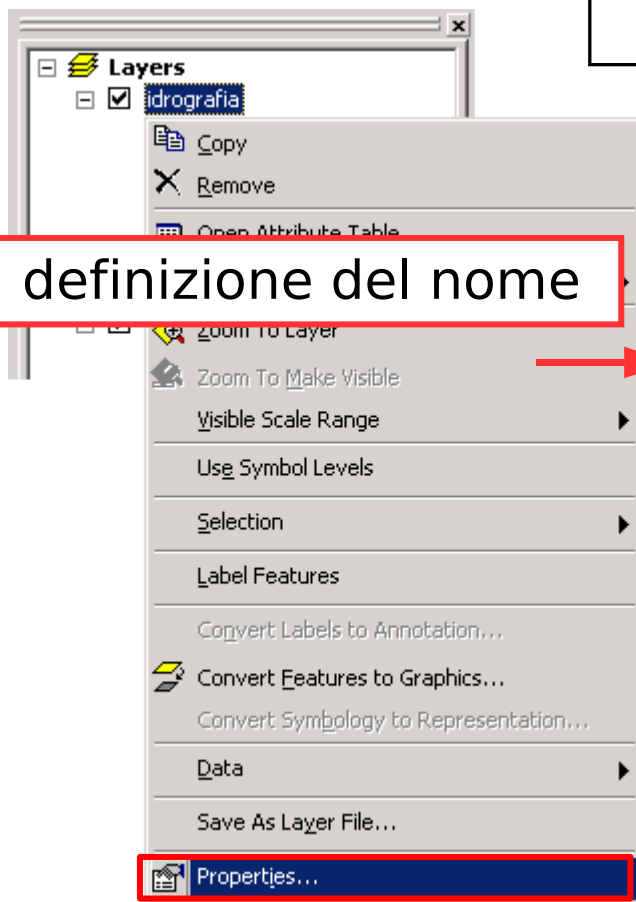 Layers
idrografia
Copy
Remove
Open Attribute Table
definizione del nome
Zoom To Layer
Zoom To Make Visible
Visible Scale Range
Use Symbol Levels
Selection
Label Features
Convert Labels to Annotation...
Convert Features to Graphics...
Convert Symbology to Representation...
Data
Save As Layer File...
Properties...